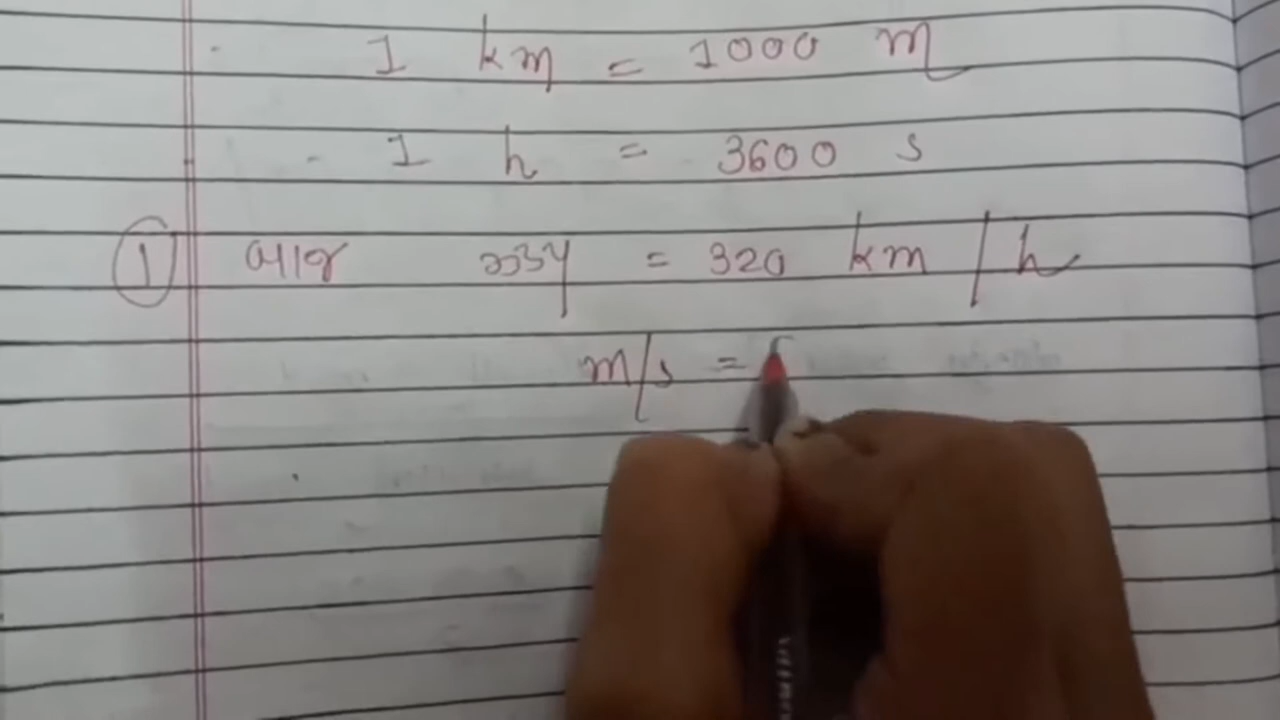 1 km = 1000 m
1 h = 3600 s
① બાજ ઝડપ = 320 km/h
m/s =